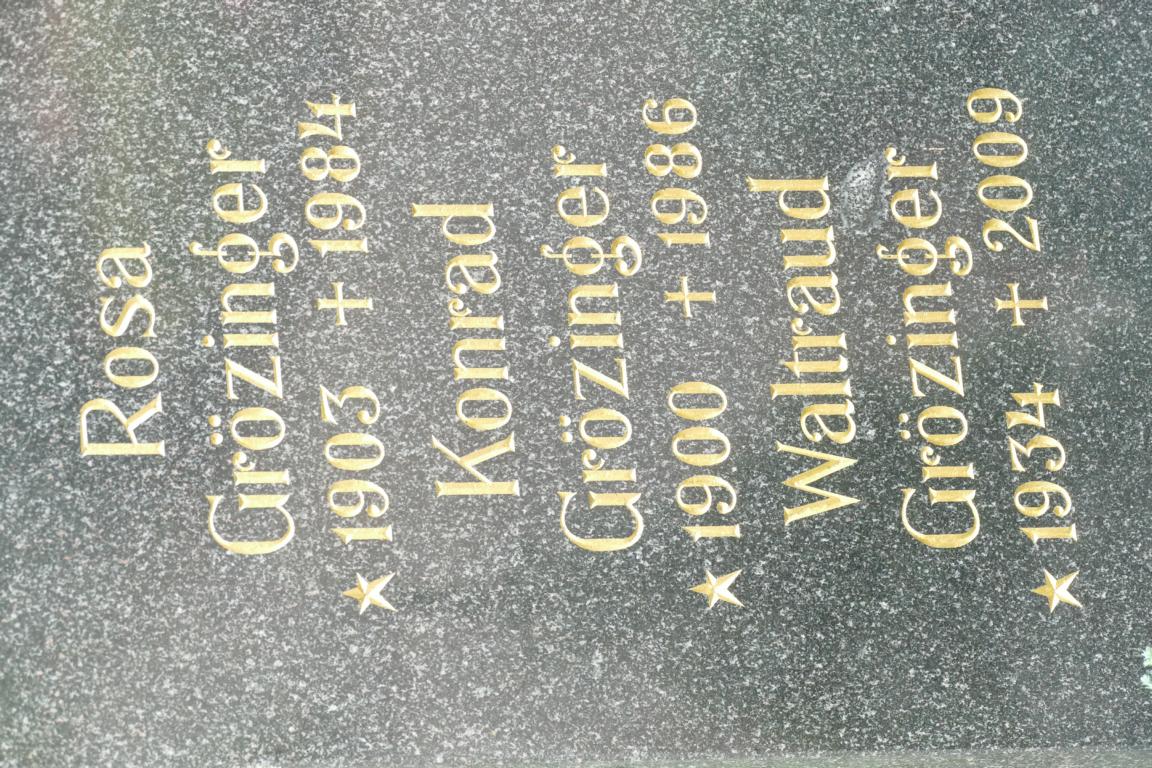 Rosa
Grözinger
★ 1903 † 1984
Konrad
Grözinger
★ 1900 † 1986
Waltraud
Grözinger
★ 1934 † 2009